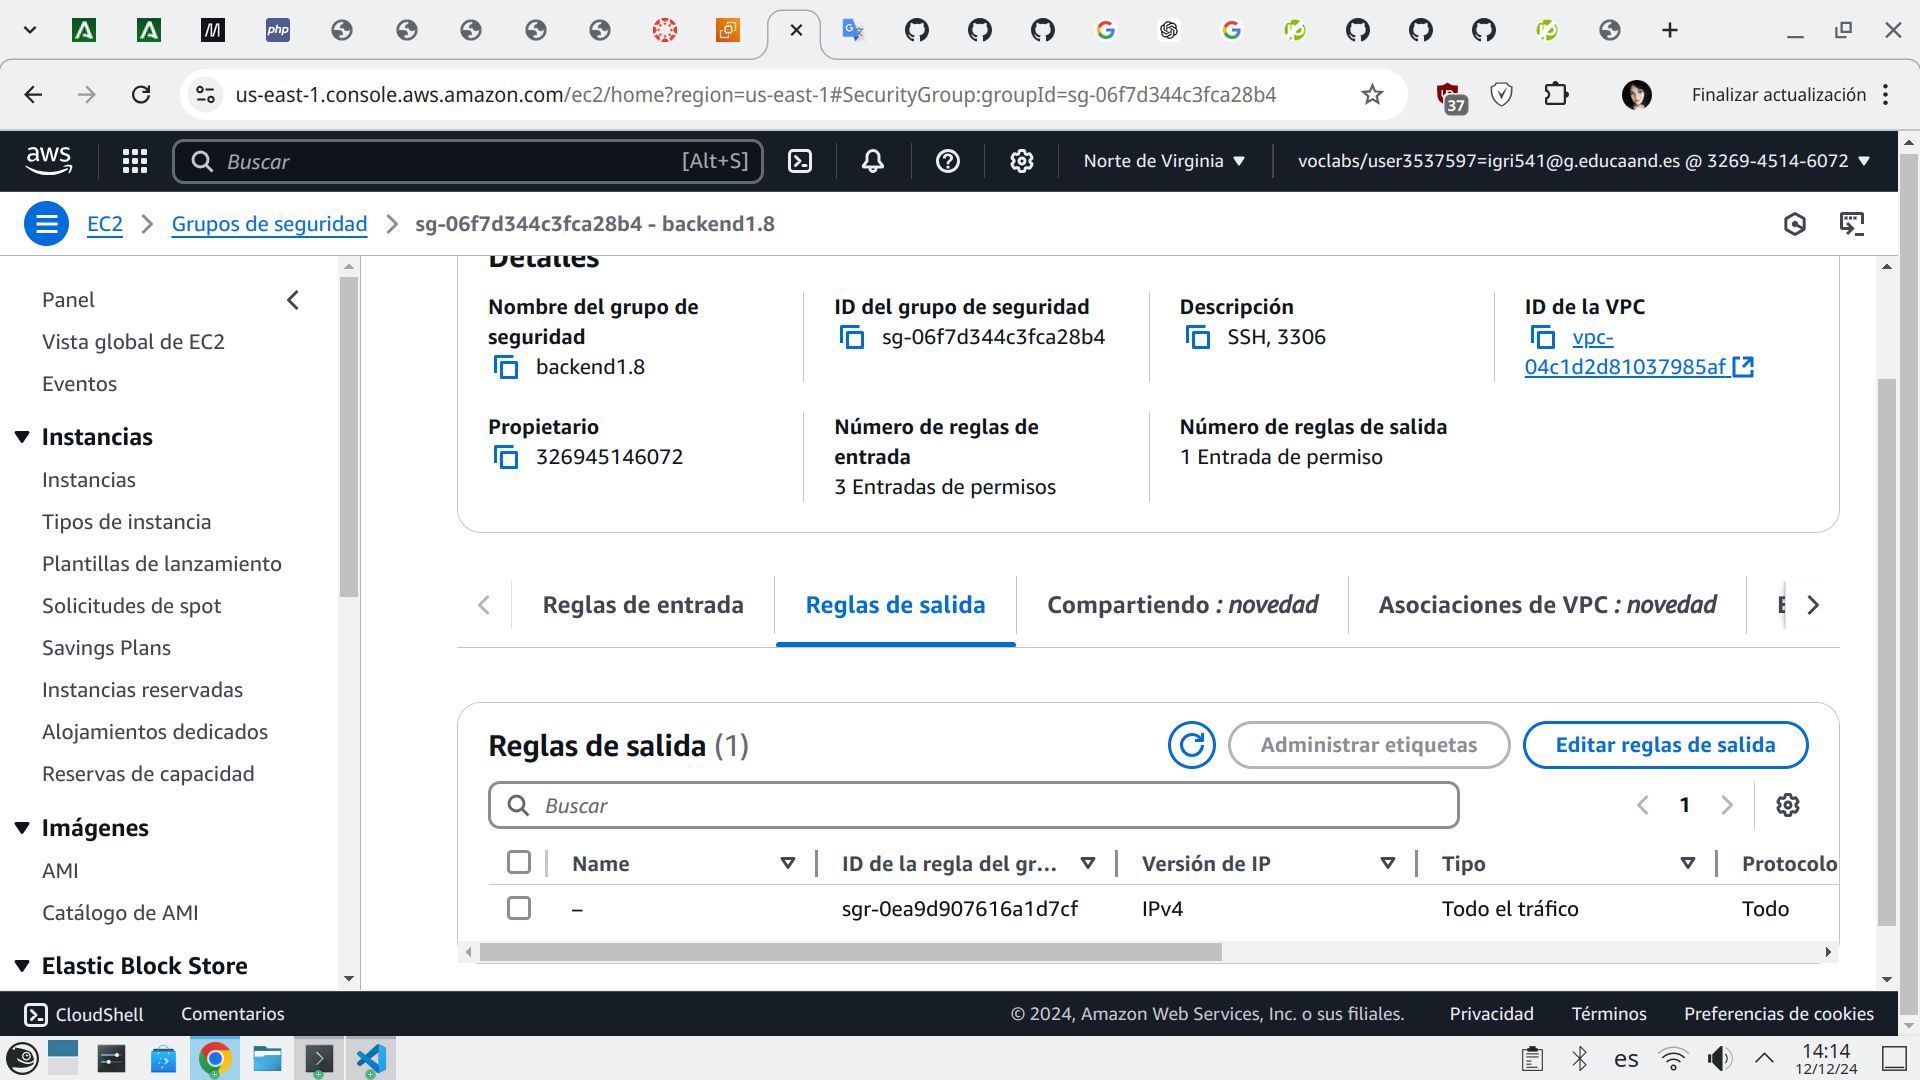 php
us-east-1.console.aws.amazon.com/ec2/home?region=us-east-1#SecurityGroup:groupId=sg-06f7d344c3fca28b4
37
Finalizar actualización
aws
Buscar
[Alt+S]
Norte de Virginia
voclabs/user3537597=igri541@g.educaand.es @ 3269-4514-6072
EC2
Grupos de seguridad
sg-06f7d344c3fca28b4 - backend1.8
Panel
Vista global de EC2
Eventos
Instancias
Instancias
Tipos de instancia
Plantillas de lanzamiento
Solicitudes de spot
Savings Plans
Instancias reservadas
Alojamientos dedicados
Reservas de capacidad
Imágenes
AMI
Catálogo de AMI
Elastic Block Store
Detalles
Nombre del grupo de
seguridad
backend1.8
ID del grupo de seguridad
sg-06f7d344c3fca28b4
Descripción
SSH, 3306
ID de la VPC
vpc-
04c1d2d81037985af
Propietario
326945146072
Número de reglas de
entrada
3 Entradas de permisos
Número de reglas de salida
1 Entrada de permiso
Reglas de entrada
Reglas de salida
Compartiendo : novedad
Asociaciones de VPC : novedad
Reglas de salida (1)
Administrar etiquetas
Editar reglas de salida
Buscar
1
Name
ID de la regla del gr...
Versión de IP
Tipo
Protocolo
–
sgr-0ea9d907616a1d7cf
IPv4
Todo el tráfico
Todo
CloudShell
Comentarios
© 2024, Amazon Web Services, Inc. o sus filiales.
Privacidad
Términos
Preferencias de cookies
es
14:14
12/12/24